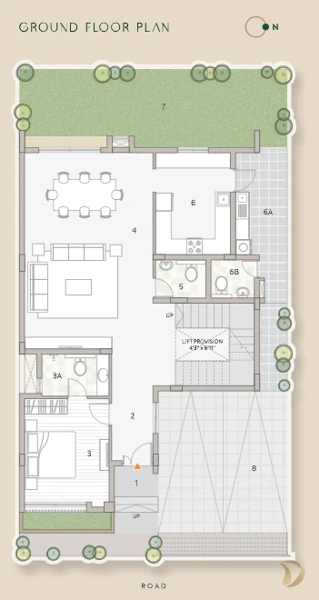 GROUND FLOOR PLAN
N
7
4
6
6A
6B
5
UP
LIFT PROVISION
4'3" x 6'11"
3A
2
3
8
1
UP
ROAD